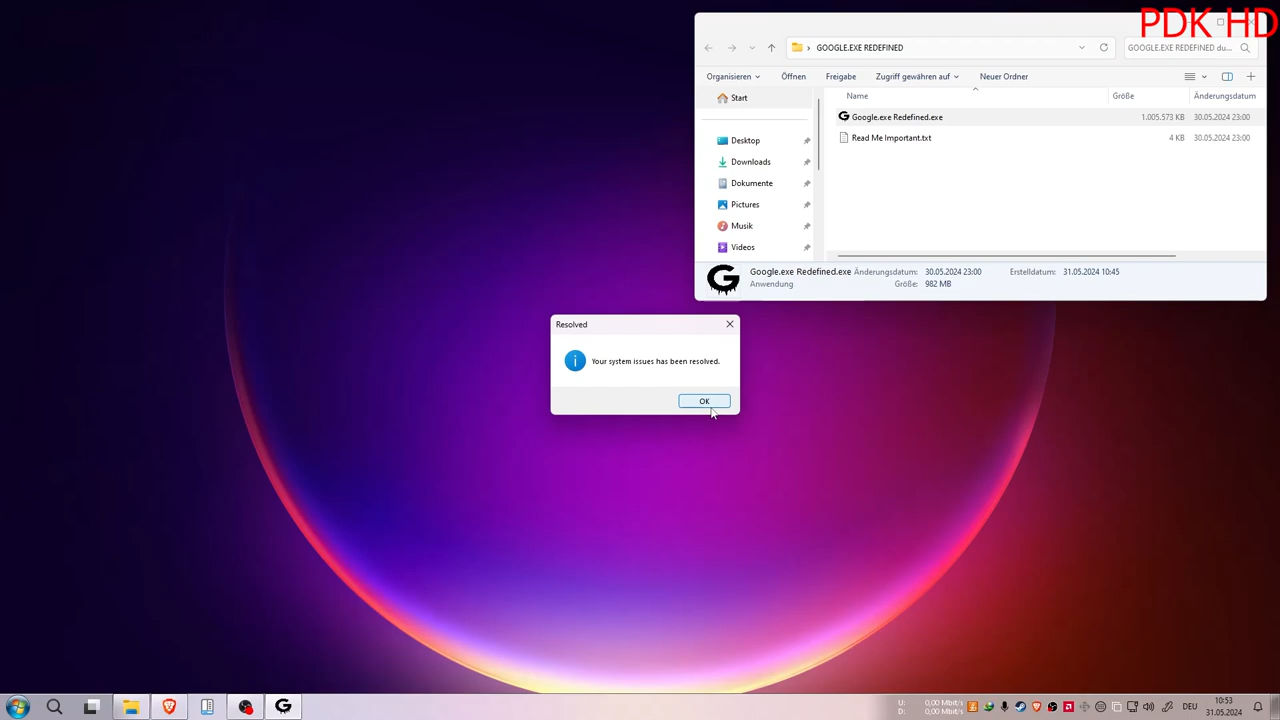 PDK HD
GOOGLE.EXE REDEFINED
GOOGLE.EXE REDEFINED du...
Organisieren
Öffnen
Freigabe
Zugriff gewähren auf
Neuer Ordner
Start
Desktop
Downloads
Dokumente
Pictures
Musik
Videos
Name
Größe
Änderungsdatum
Google.exe Redefined.exe
1.005.573 KB
30.05.2024 23:00
Read Me Important.txt
4 KB
30.05.2024 23:00
Google.exe Redefined.exe
Änderungsdatum: 30.05.2024 23:00
Erstelldatum: 31.05.2024 10:45
Anwendung
Größe: 982 MB
Resolved
Your system issues has been resolved.
OK
U: 0,00 MB/s
D: 0,00 MB/s
DEU
10:53
31.05.2024